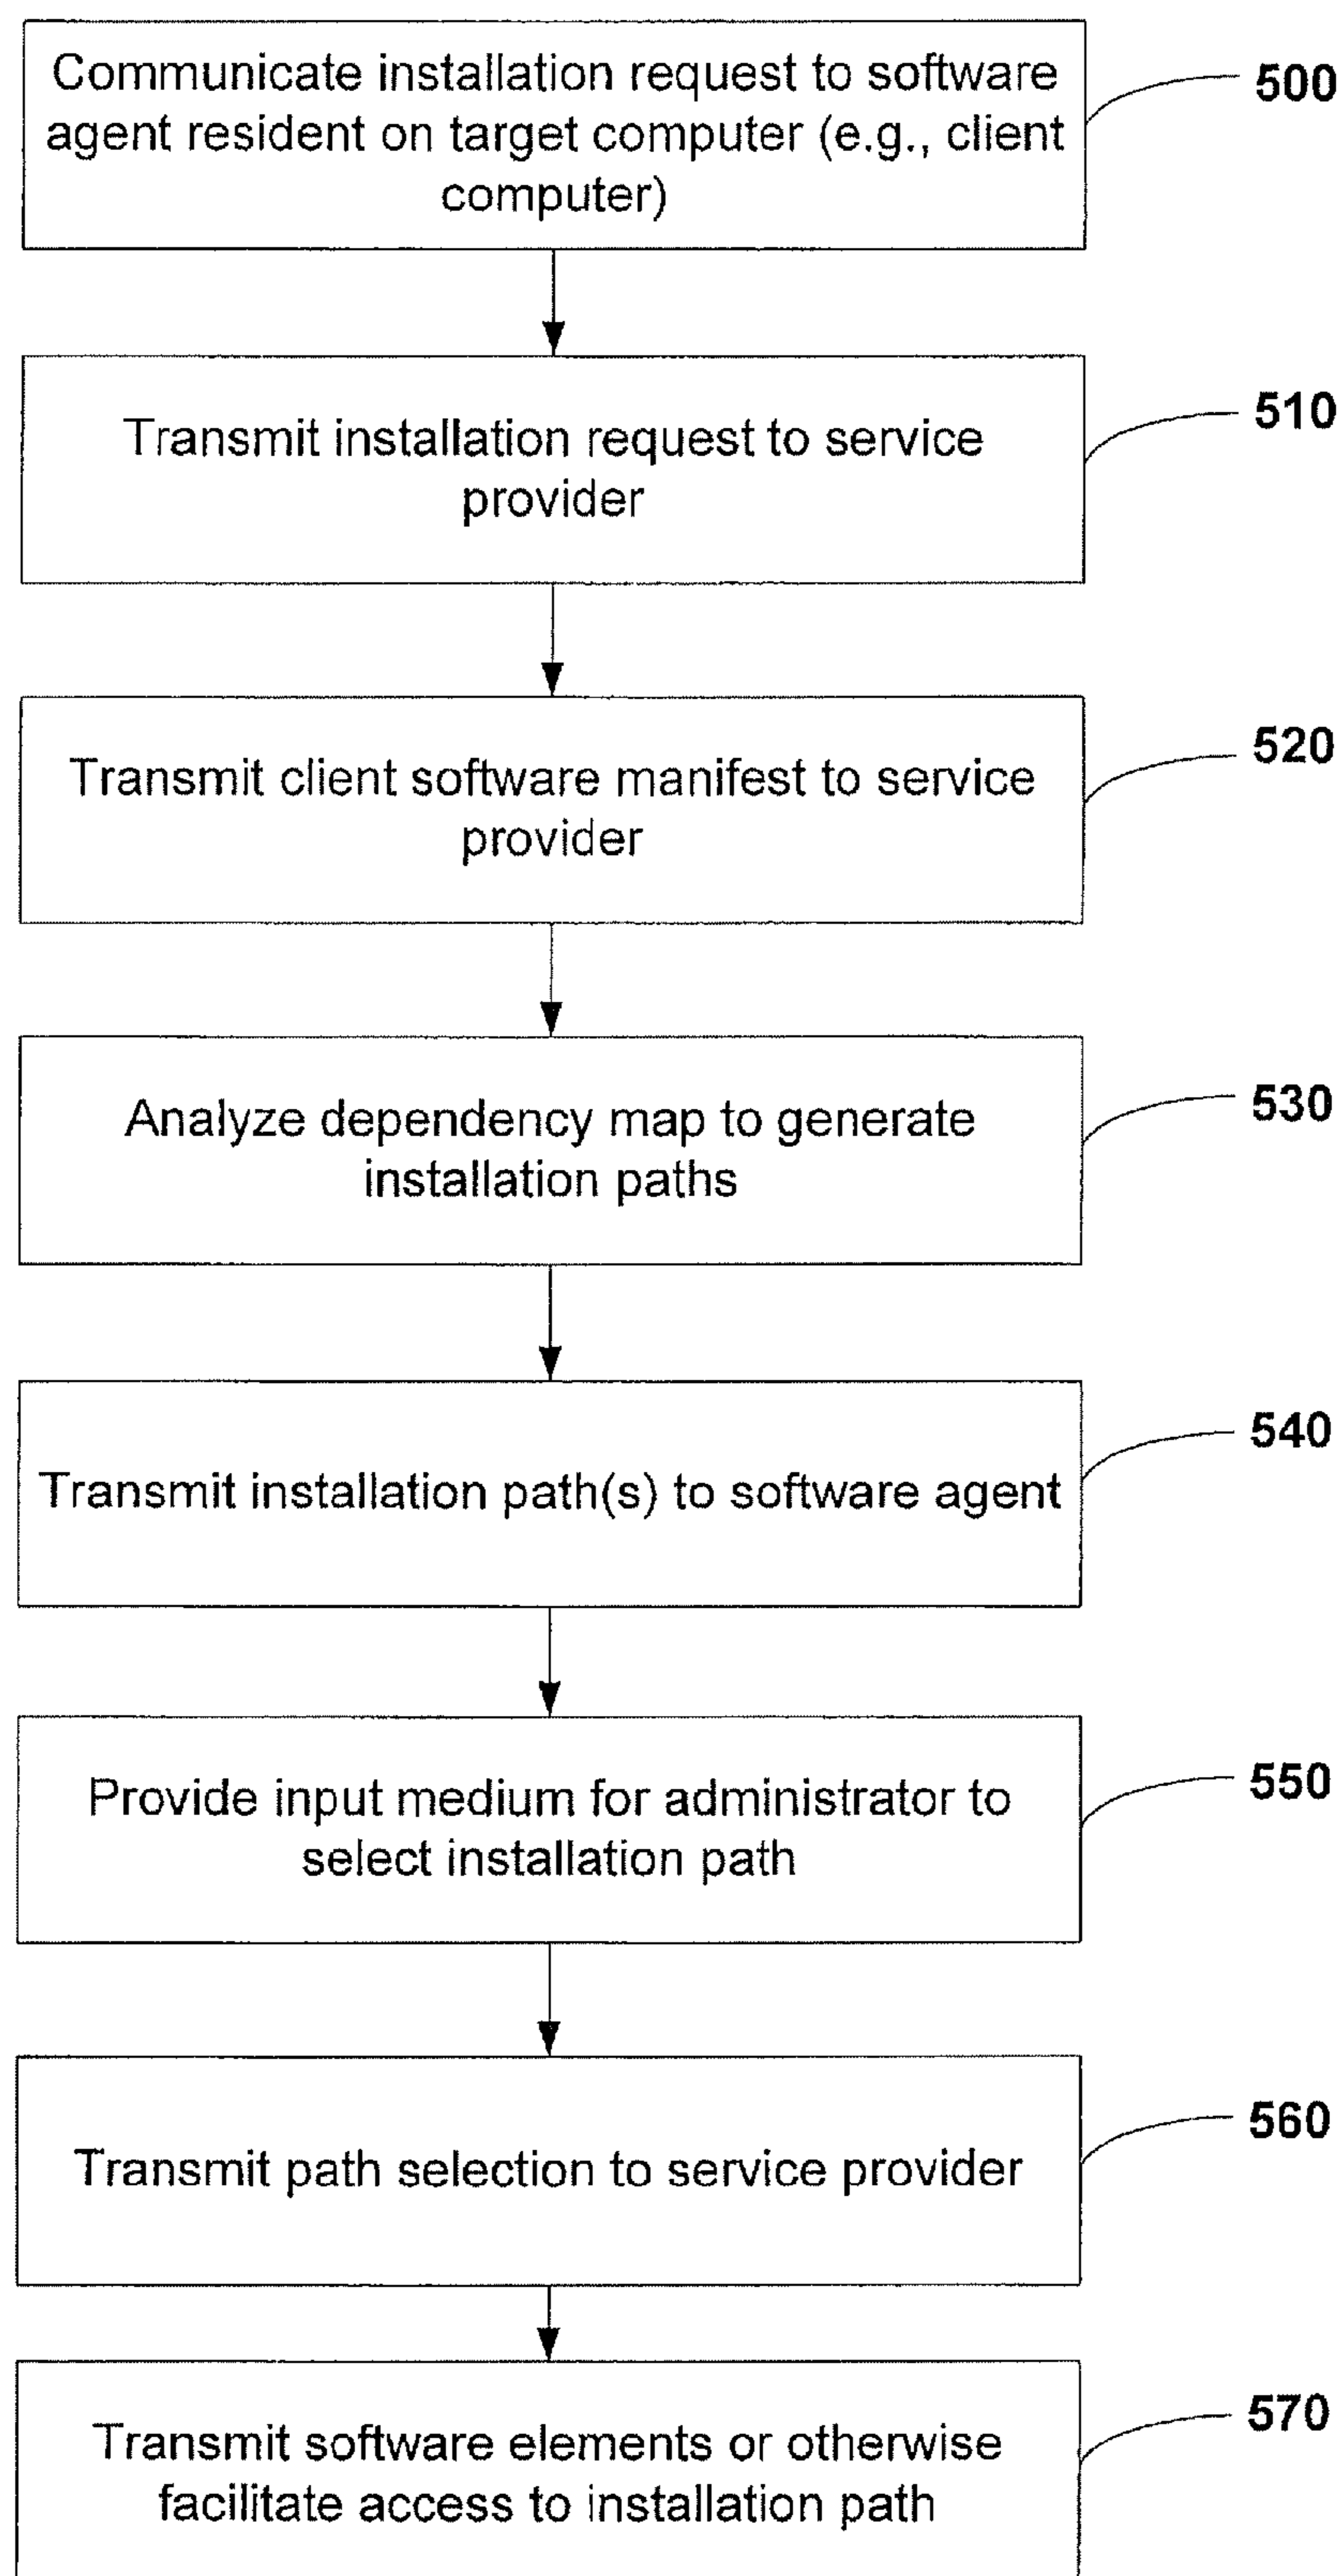 Communicate installation request to software
agent resident on target computer (e.g., client
computer)
500
Transmit installation request to service
provider
510
Transmit client software manifest to service
provider
520
Analyze dependency map to generate
installation paths
530
Transmit installation path(s) to software agent
540
Provide input medium for administrator to
select installation path
550
Transmit path selection to service provider
560
Transmit software elements or otherwise
facilitate access to installation path
570